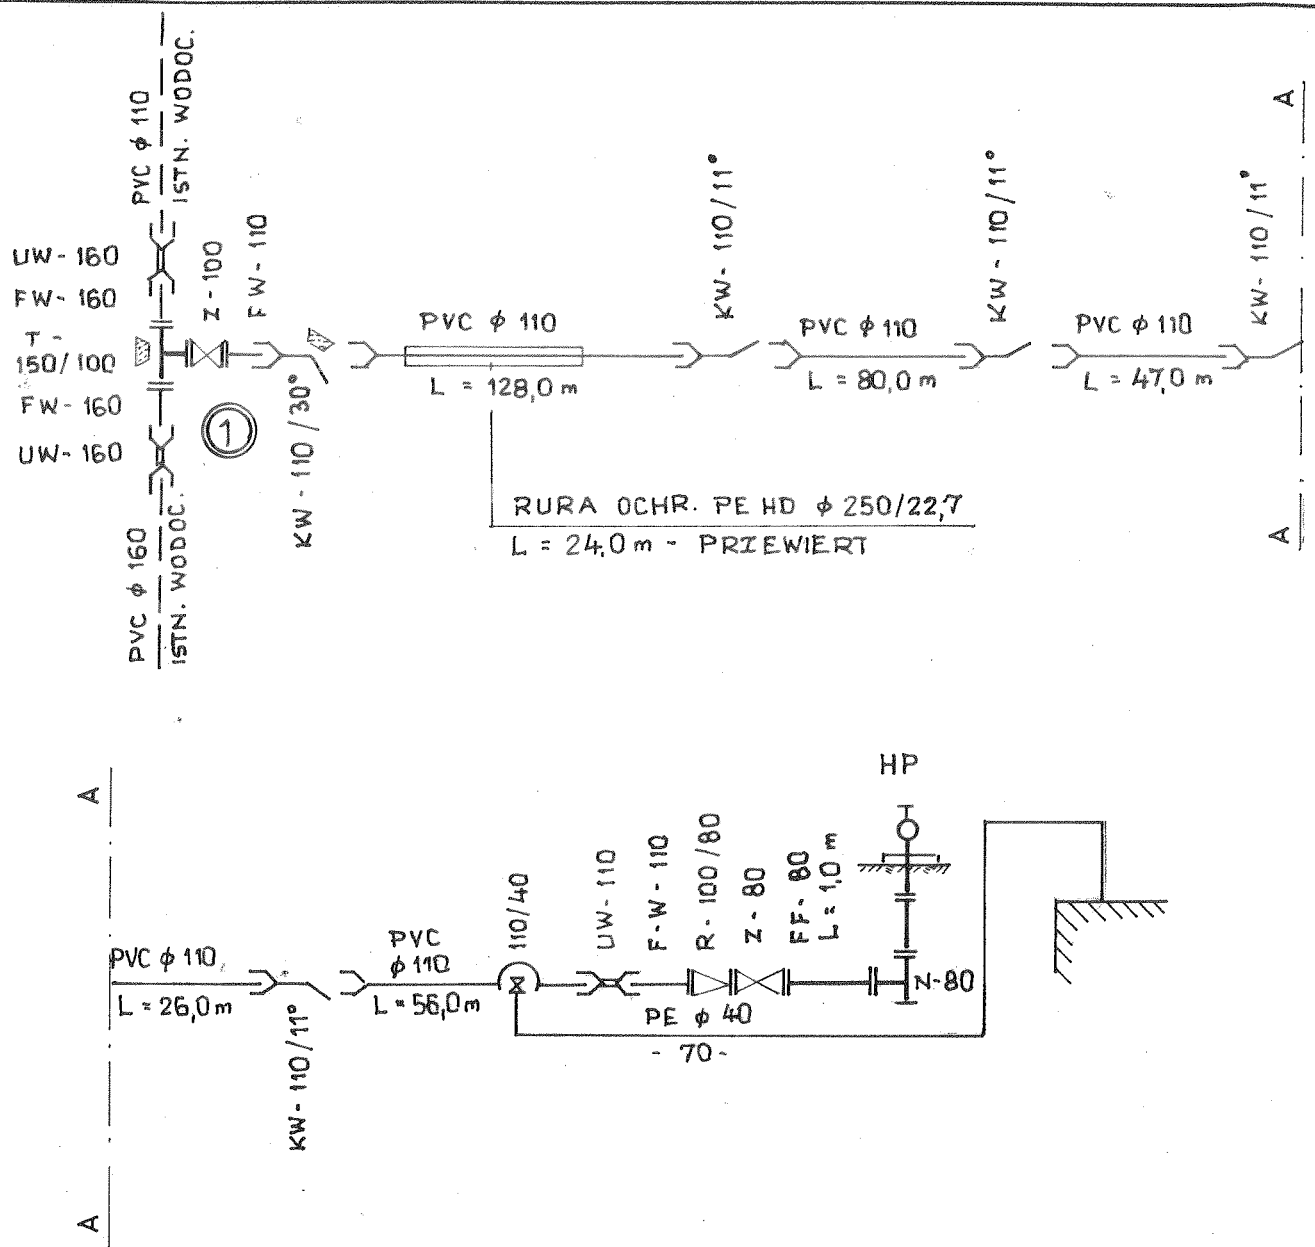 PVC ϕ 110
ISTN. WODOC.
UW - 160
FW - 160
T -
150/100
FW - 160
UW - 160
PVC ϕ 160
ISTN. WODOC.
Z - 100
FW - 110
1
KW - 110/30°
PVC ϕ 110
L = 128,0 m
RURA OCHR. PE HD ϕ 250/22,7
L = 24,0 m - PRZEWIERT
KW - 110/11°
PVC ϕ 110
L = 80,0 m
KW - 110/11°
PVC ϕ 110
L = 47,0 m
KW - 110/11°
A
A
A
A
PVC ϕ 110
L = 26,0 m
KW - 110/11°
PVC
ϕ 110
L = 56,0 m
110/40
UW - 110
F-W - 110
R - 100/80
Z - 80
FF - 80
L = 1,0 m
HP
N-80
PE ϕ 40
- 70 -